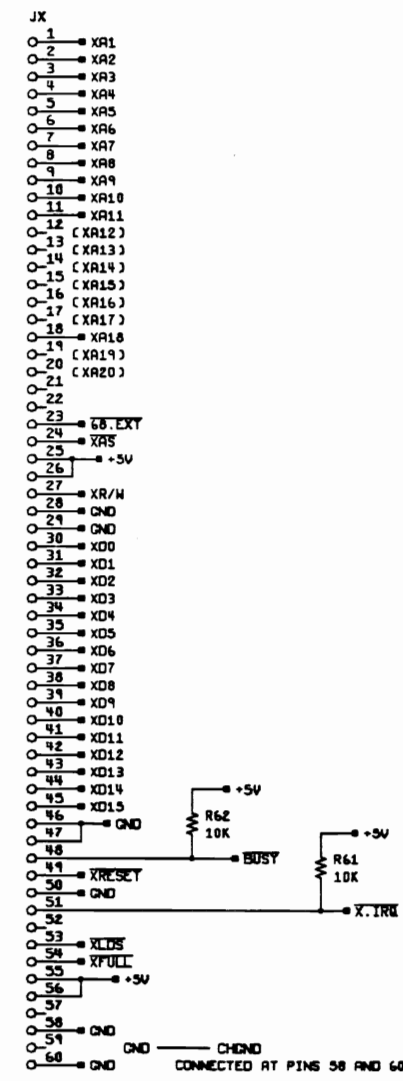 JX
1 XA1
2 XA2
3 XA3
4 XA4
5 XA5
6 XA6
7 XA7
8 XA8
9 XA9
10 XA10
11 XA11
12 [XA12]
13 [XA13]
14 [XA14]
15 [XA15]
16 [XA16]
17 [XA17]
18 XA18
19 [XA19]
20 [XA20]
21
22
23 68.EXT
24 XAS
25 +5V
26
27 XR/W
28 GND
29 GND
30 XD0
31 XD1
32 XD2
33 XD3
34 XD4
35 XD5
36 XD6
37 XD7
38 XD8
39 XD9
40 XD10
41 XD11
42 XD12
43 XD13
44 XD14
45 XD15
46 GND
47
+5V
R62
10K
48 BUSY
49 XRESET
50 GND
+5V
R61
10K
51 X.IRQ
52
53 XLDS
54 XFULL
55 +5V
56
57
58 GND
59 GND CHGND
60 GND CONNECTED AT PINS 58 AND 60